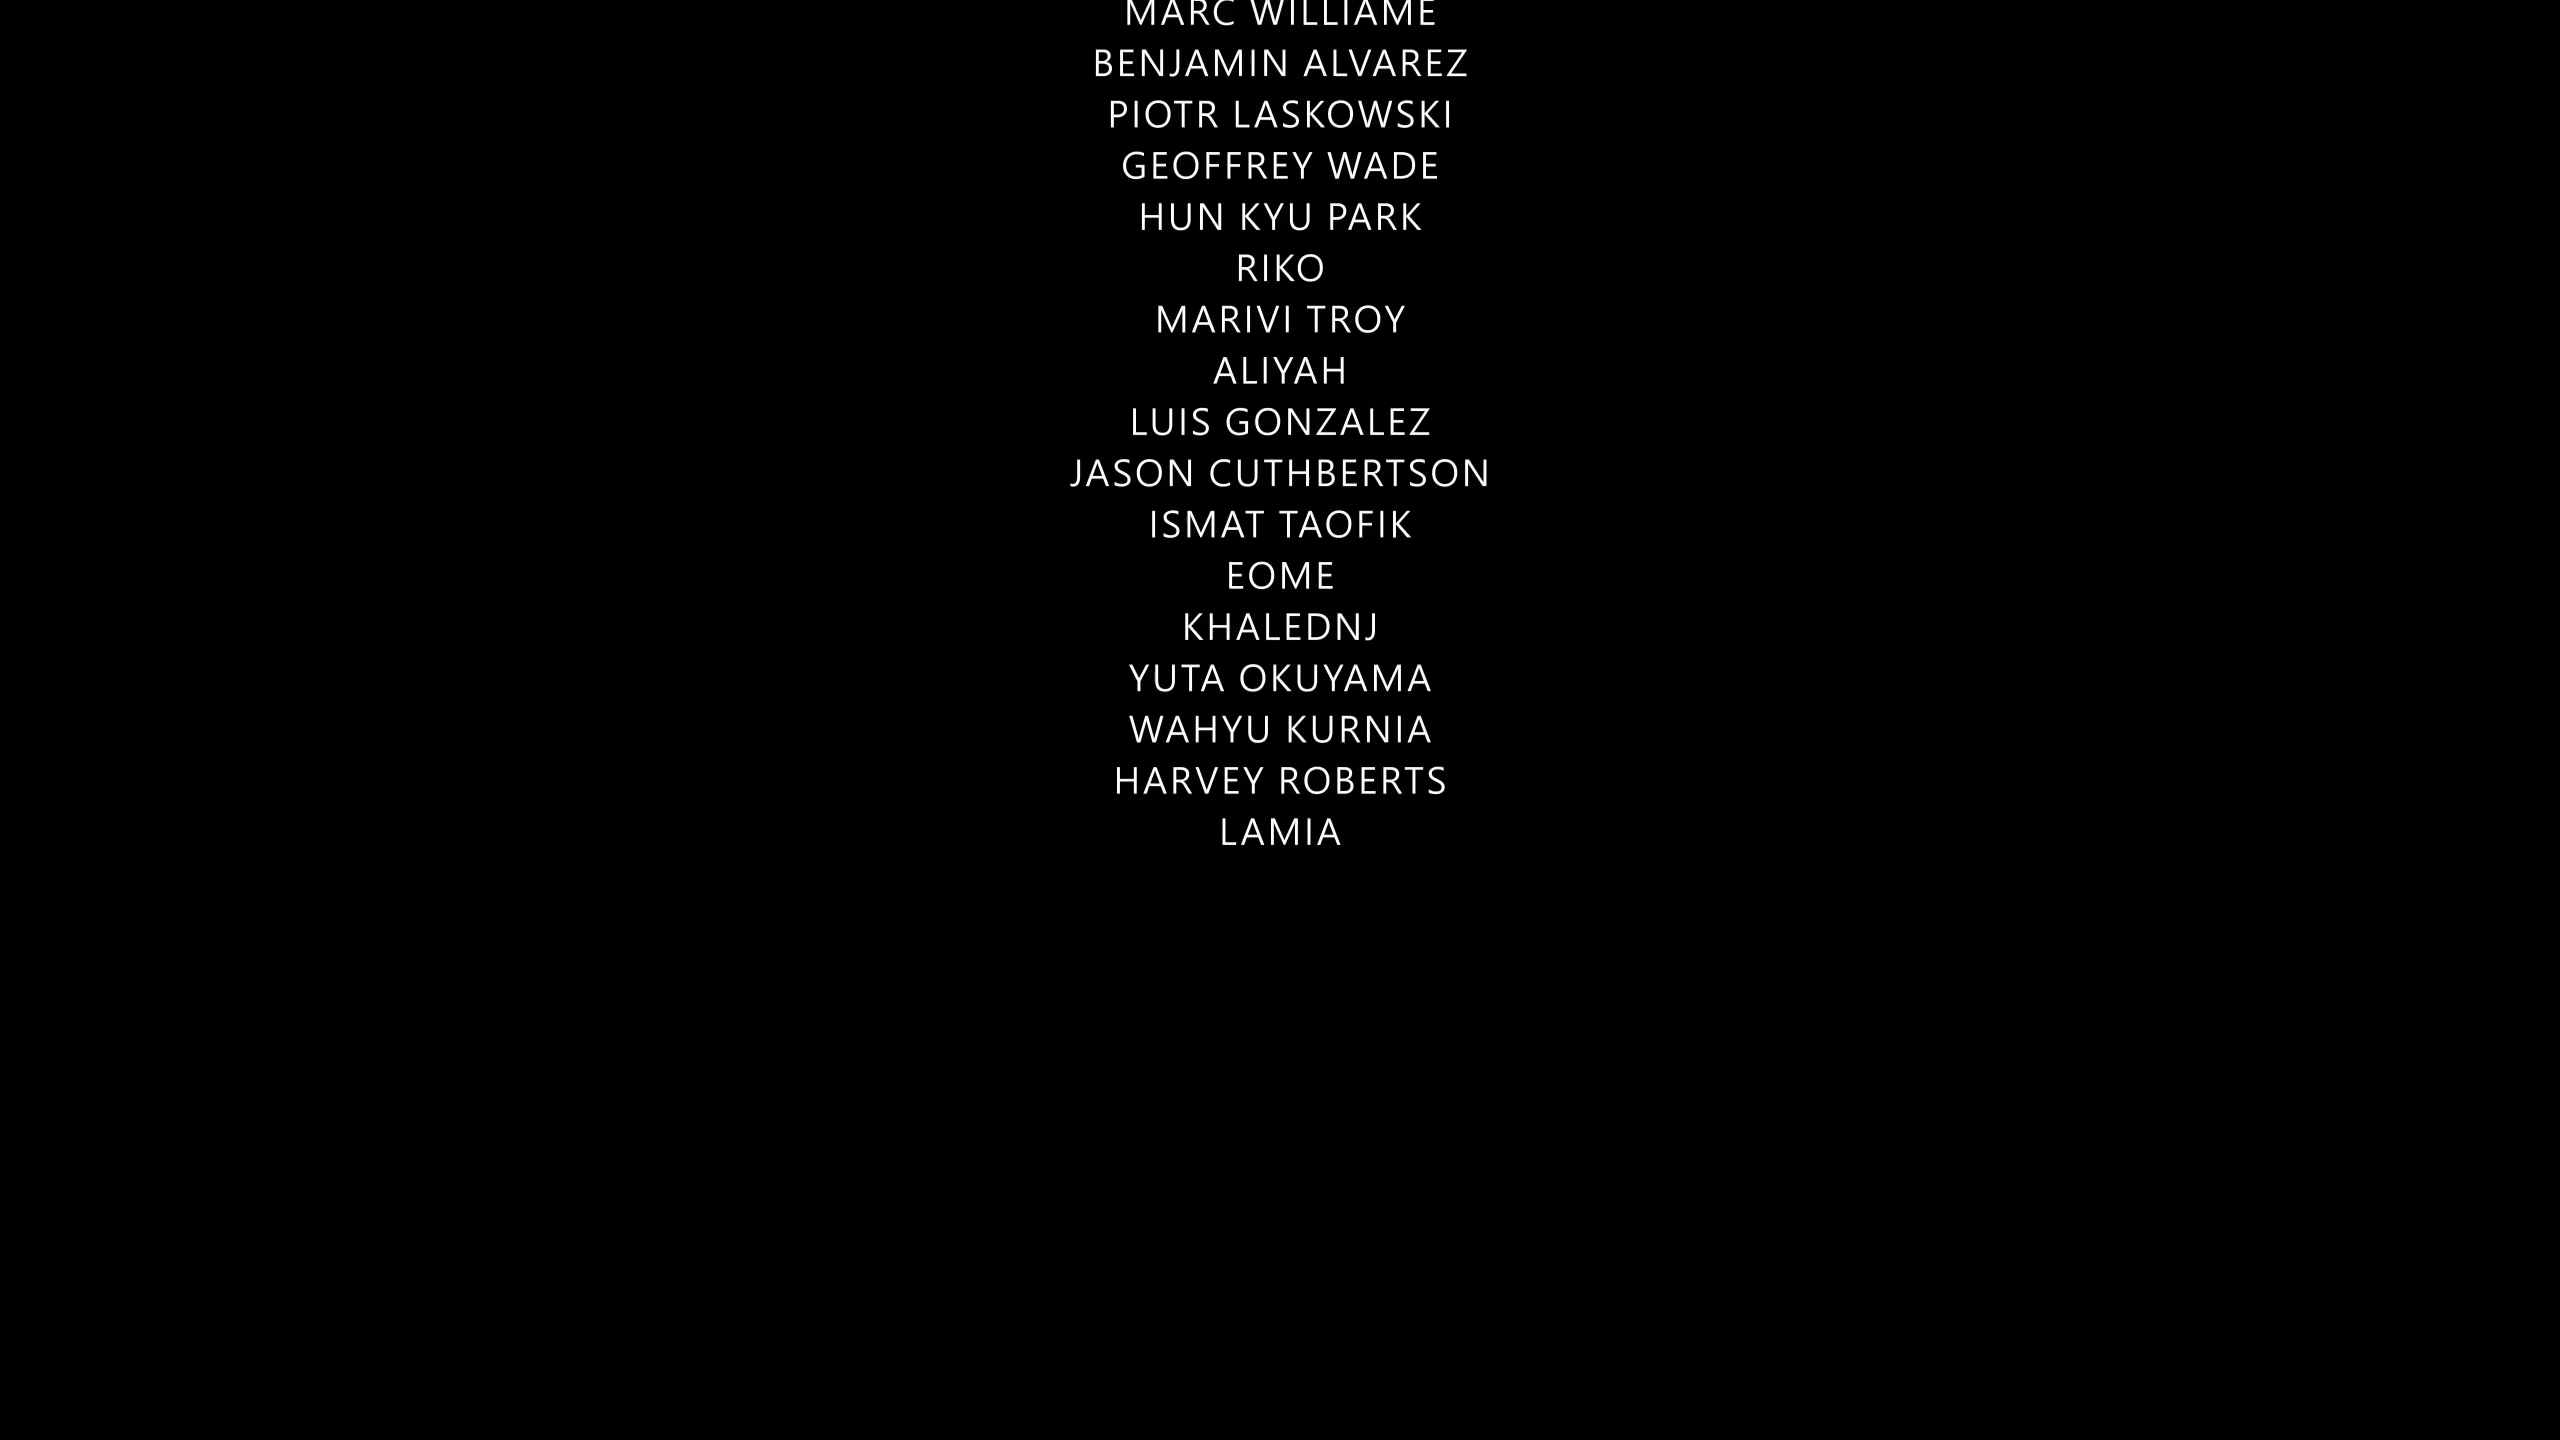 MARC WILLIAME
BENJAMIN ALVAREZ
PIOTR LASKOWSKI
GEOFFREY WADE
HUN KYU PARK
RIKO
MARIVI TROY
ALIYAH
LUIS GONZALEZ
JASON CUTHBERTSON
ISMAT TAOFIK
EOME
KHALEDNJ
YUTA OKUYAMA
WAHYU KURNIA
HARVEY ROBERTS
LAMIA